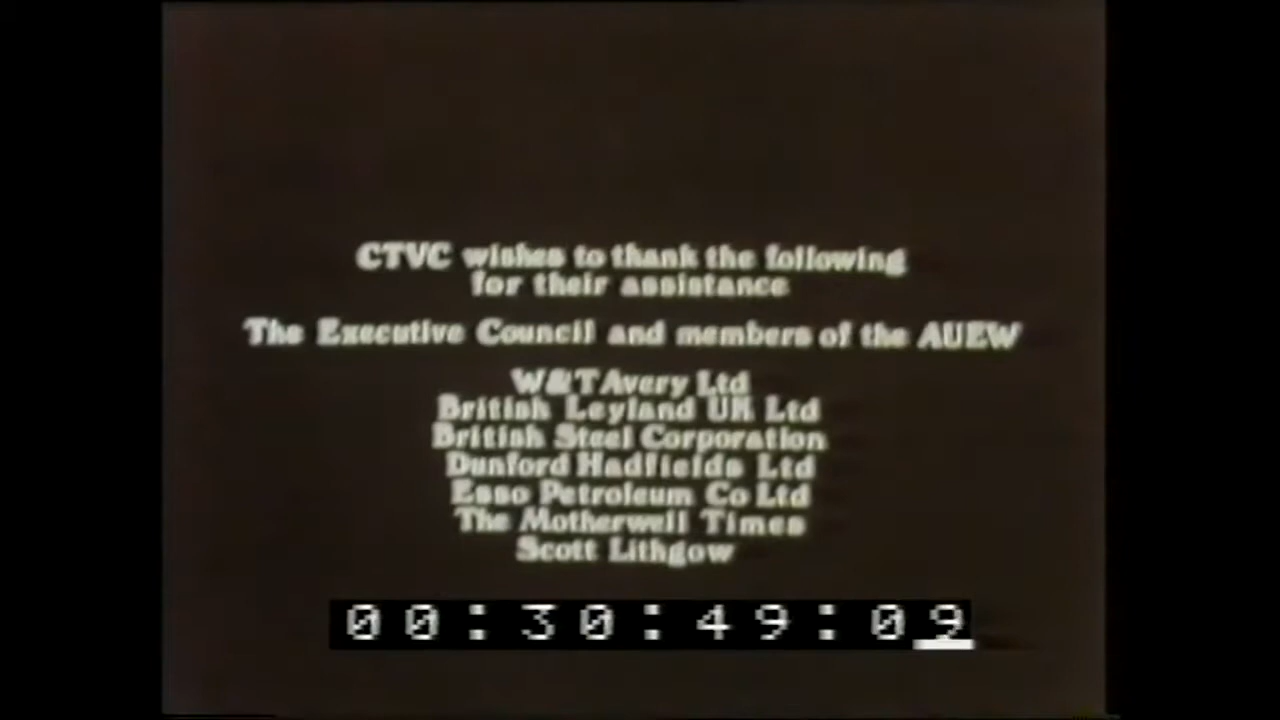 CTVC wishes to thank the following
for their assistance
The Executive Council and members of the AUEW
W&T Avery Ltd
British Leyland UK Ltd
British Steel Corporation
Dunford Hadfields Ltd
Esso Petroleum Co Ltd
The Motherwell Times
Scott Lithgow
00:30:49:09